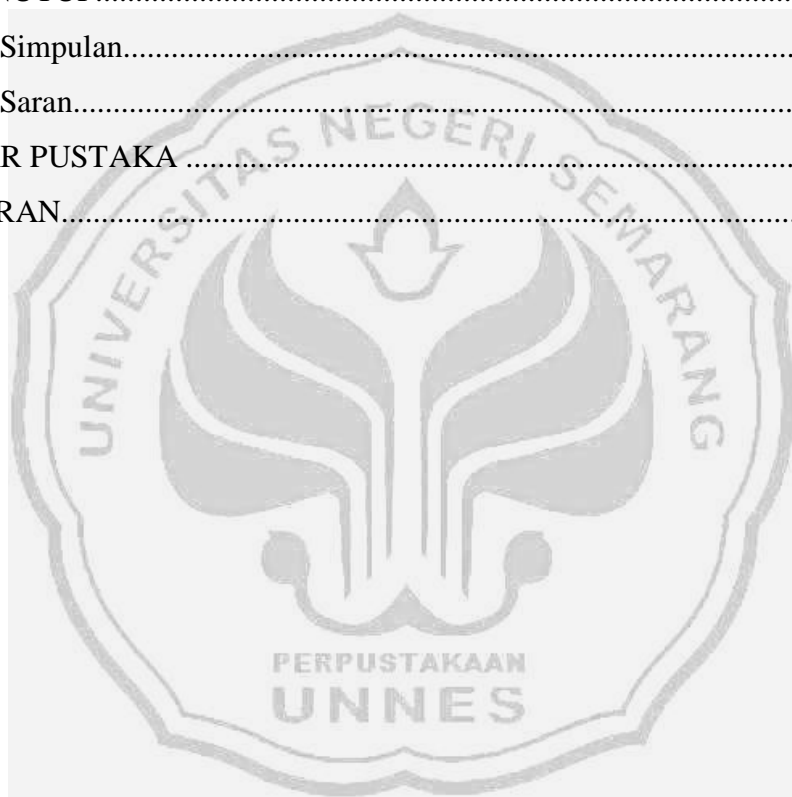 Simpulan
Saran
R PUSTAKA
RAN
UNIVERSITAS NEGERI SEMARANG
PERPUSTAKAAN
UNNES